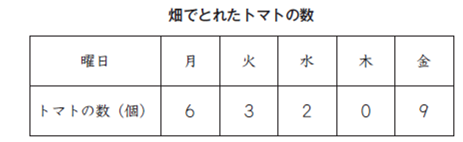 畑でとれたトマトの数
曜日 月 火 水 木 金
トマトの数（個） 6 3 2 0 9